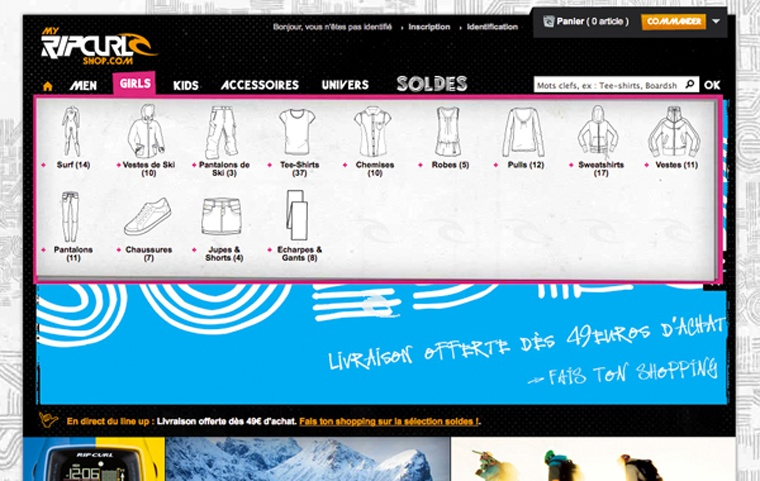 Bonjour, vous n'êtes pas identifié › Inscription › Identification
Panier ( 0 article ) COMMANDER
MY
RIPCURL
SHOP.COM
MEN GIRLS KIDS ACCESSOIRES UNIVERS SOLDES
Mots clefs, ex : Tee-shirts, Boardsh OK
Surf (14)
Vestes de Ski
(10)
Pantalons de
Ski (3)
Tee-Shirts
(37)
Chemises
(10)
Robes (5)
Pulls (12)
Sweatshirts
(17)
Vestes (11)
Pantalons
(11)
Chaussures
(7)
Jupes &
Shorts (4)
Echarpes &
Gants (8)
LIVRAISON OFFERTE DÈS 49EUROS D'ACHAT
FAIS TON SHOPPING
En direct du line up : Livraison offerte dès 49€ d'achat. Fais ton shopping sur la sélection soldes !.
RIP CURL
12:06